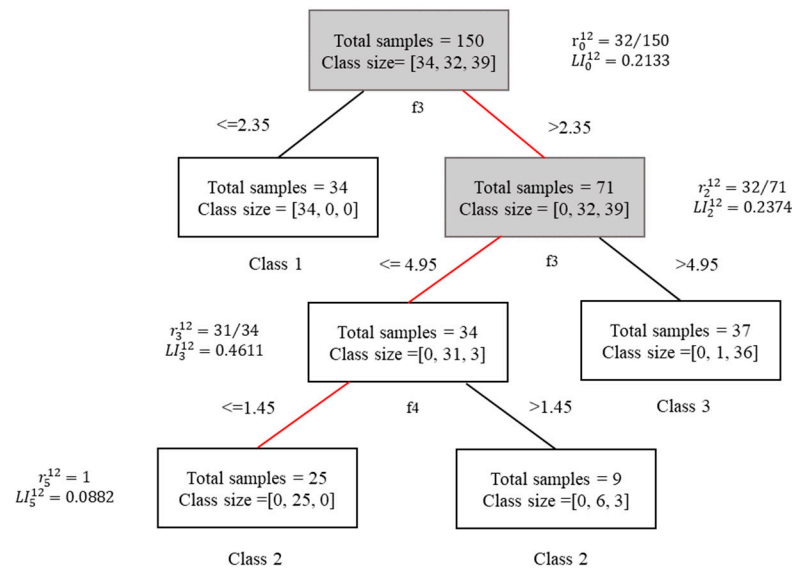 Total samples = 150
Class size= [34, 32, 39]
r₀¹² = 32/150
LI₀¹² = 0.2133
f3
<=2.35
>2.35
Total samples = 34
Class size = [34, 0, 0]
Total samples = 71
Class size = [0, 32, 39]
r₂¹² = 32/71
LI₂¹² = 0.2374
Class 1
<= 4.95
f3
>4.95
r₃¹² = 31/34
LI₃¹² = 0.4611
Total samples = 34
Class size =[0, 31, 3]
Total samples = 37
Class size =[0, 1, 36]
<=1.45
f4
>1.45
Class 3
r₅¹² = 1
LI₅¹² = 0.0882
Total samples = 25
Class size =[0, 25, 0]
Total samples = 9
Class size =[0, 6, 3]
Class 2
Class 2